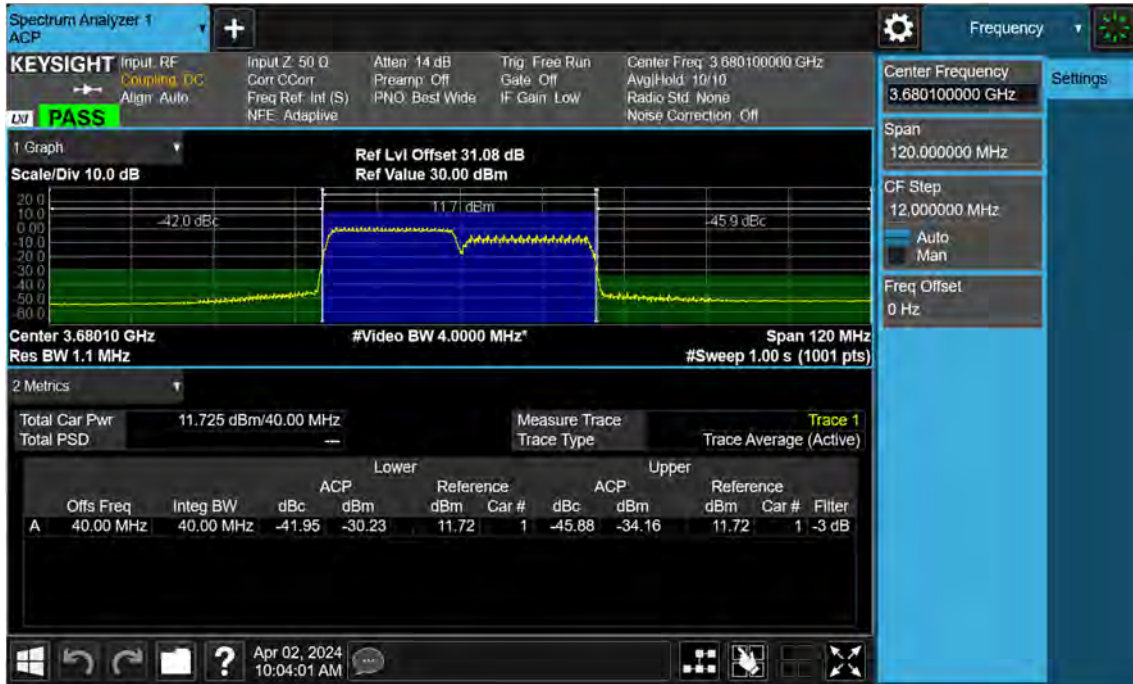 Spectrum Analyzer 1
ACP
+
Frequency
KEYSIGHT
Input: RF
Coupling: DC
Align: Auto
Input Z: 50 Ω
Corr CCorr
Freq Ref: Int (S)
NFE: Adaptive
Atten: 14 dB
Preamp: Off
PNO: Best Wide
Trig: Free Run
Gate: Off
IF Gain: Low
Center Freq: 3.680100000 GHz
Avg|Hold: 10/10
Radio Std: None
Noise Correction: Off
LXI
PASS
Center Frequency
3.680100000 GHz
Settings
Span
120.000000 MHz
CF Step
12.000000 MHz
Auto
Man
Freq Offset
0 Hz
1 Graph
Scale/Div 10.0 dB
Ref Lvl Offset 31.08 dB
Ref Value 30.00 dBm
20.0
10.0
0.00
-10.0
-20.0
-30.0
-40.0
-50.0
-60.0
-42.0 dBc
11.7 dBm
-45.9 dBc
Center 3.68010 GHz
#Video BW 4.0000 MHz*
Span 120 MHz
Res BW 1.1 MHz
#Sweep 1.00 s (1001 pts)
2 Metrics
Total Car Pwr 11.725 dBm/40.00 MHz
Total PSD ---
Measure Trace Trace 1
Trace Type Trace Average (Active)
Lower Upper
ACP Reference ACP Reference
Offs Freq Integ BW dBc dBm dBm Car # dBc dBm dBm Car # Filter
A 40.00 MHz 40.00 MHz -41.95 -30.23 11.72 1 -45.88 -34.16 11.72 1 -3 dB
?
Apr 02, 2024
10:04:01 AM